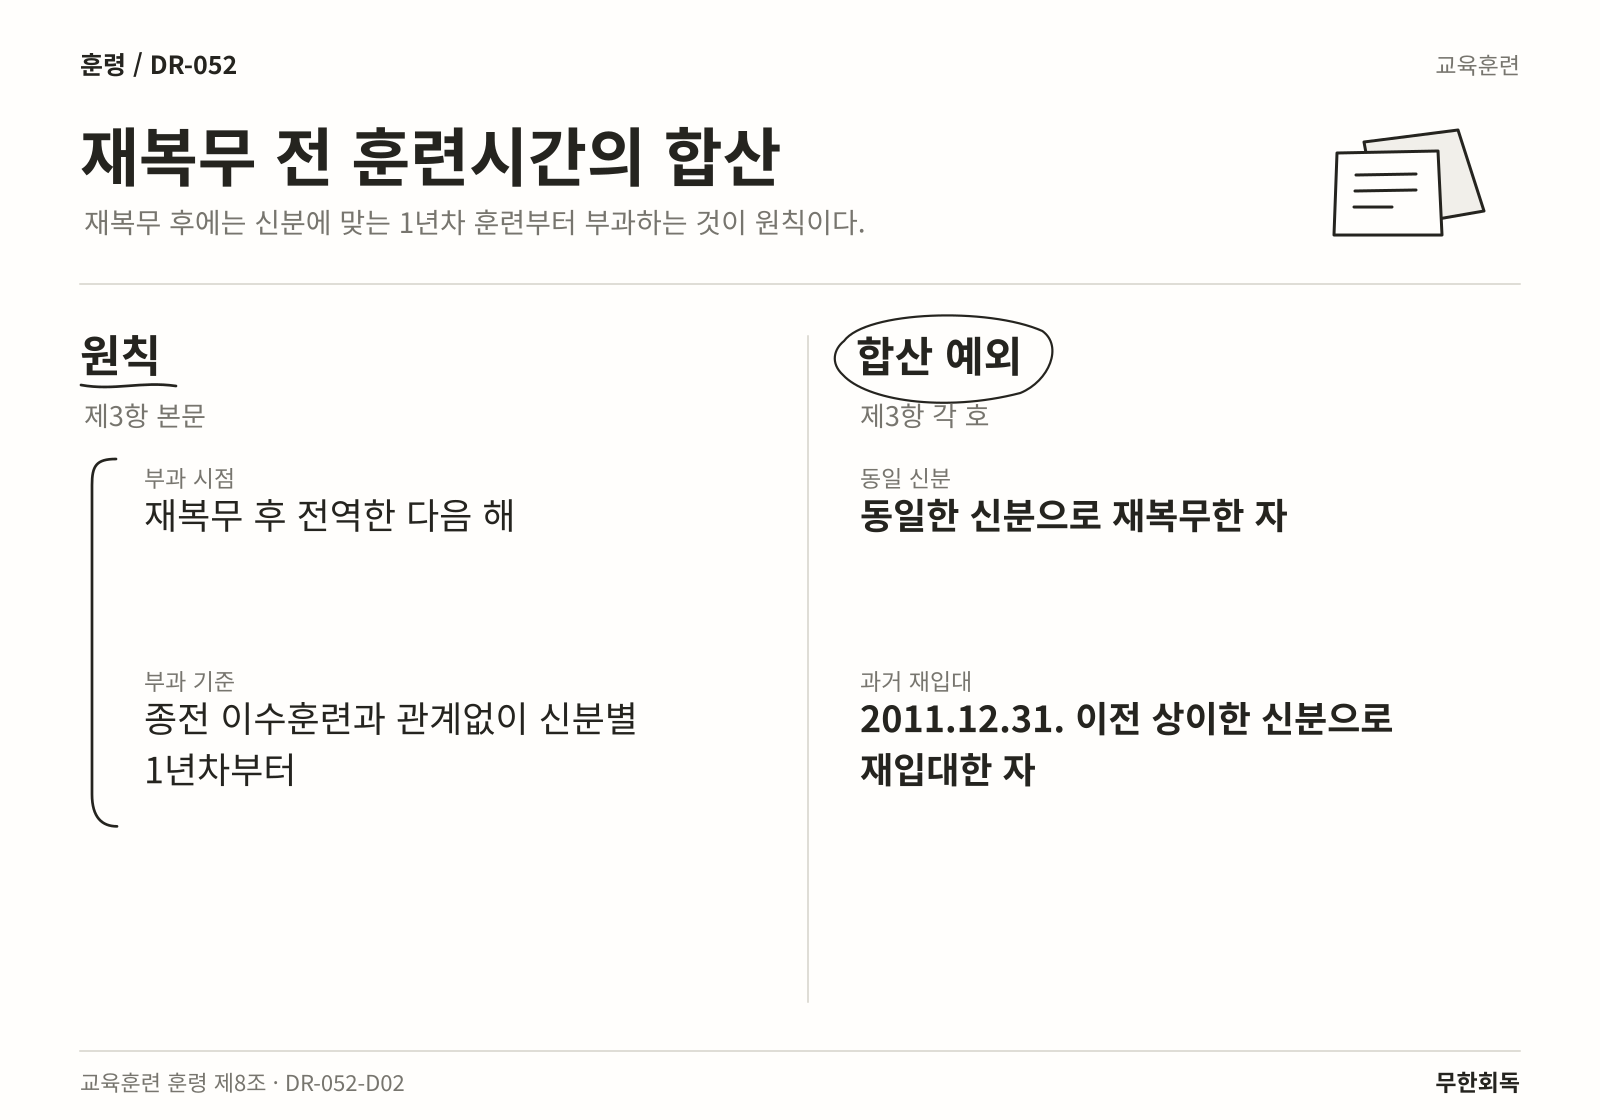 훈령 / DR-052
교육훈련
재복무 전 훈련시간의 합산
재복무 후에는 신분에 맞는 1년차 훈련부터 부과하는 것이 원칙이다.
원칙
제3항 본문
부과 시점
재복무 후 전역한 다음 해
부과 기준
종전 이수훈련과 관계없이 신분별
1년차부터
합산 예외
제3항 각 호
동일 신분
동일한 신분으로 재복무한 자
과거 재입대
2011.12.31. 이전 상이한 신분으로
재입대한 자
교육훈련 훈령 제8조 · DR-052-D02
무한회독